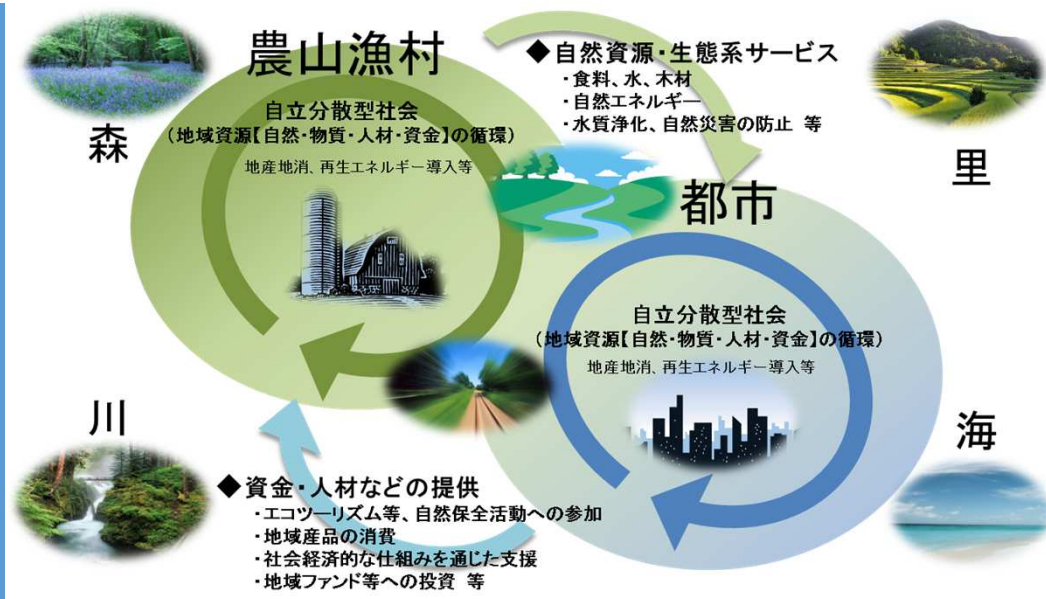 農山漁村
森
自立分散型社会
(地域資源【自然・物質・人材・資金】の循環)
地産地消、再生エネルギー導入等
◆自然資源・生態系サービス
・食料、水、木材
・自然エネルギー
・水質浄化、自然災害の防止 等
里
都市
自立分散型社会
(地域資源【自然・物質・人材・資金】の循環)
地産地消、再生エネルギー導入等
川
海
◆資金・人材などの提供
・エコツーリズム等、自然保全活動への参加
・地域産品の消費
・社会経済的な仕組みを通じた支援
・地域ファンド等への投資 等